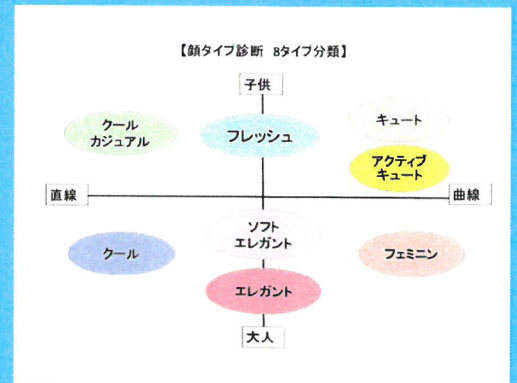 【顔タイプ診断 8タイプ分類】
子供
クール
カジュアル
フレッシュ
キュート
アクティブ
キュート
直線
曲線
ソフト
エレガント
クール
フェミニン
エレガント
大人